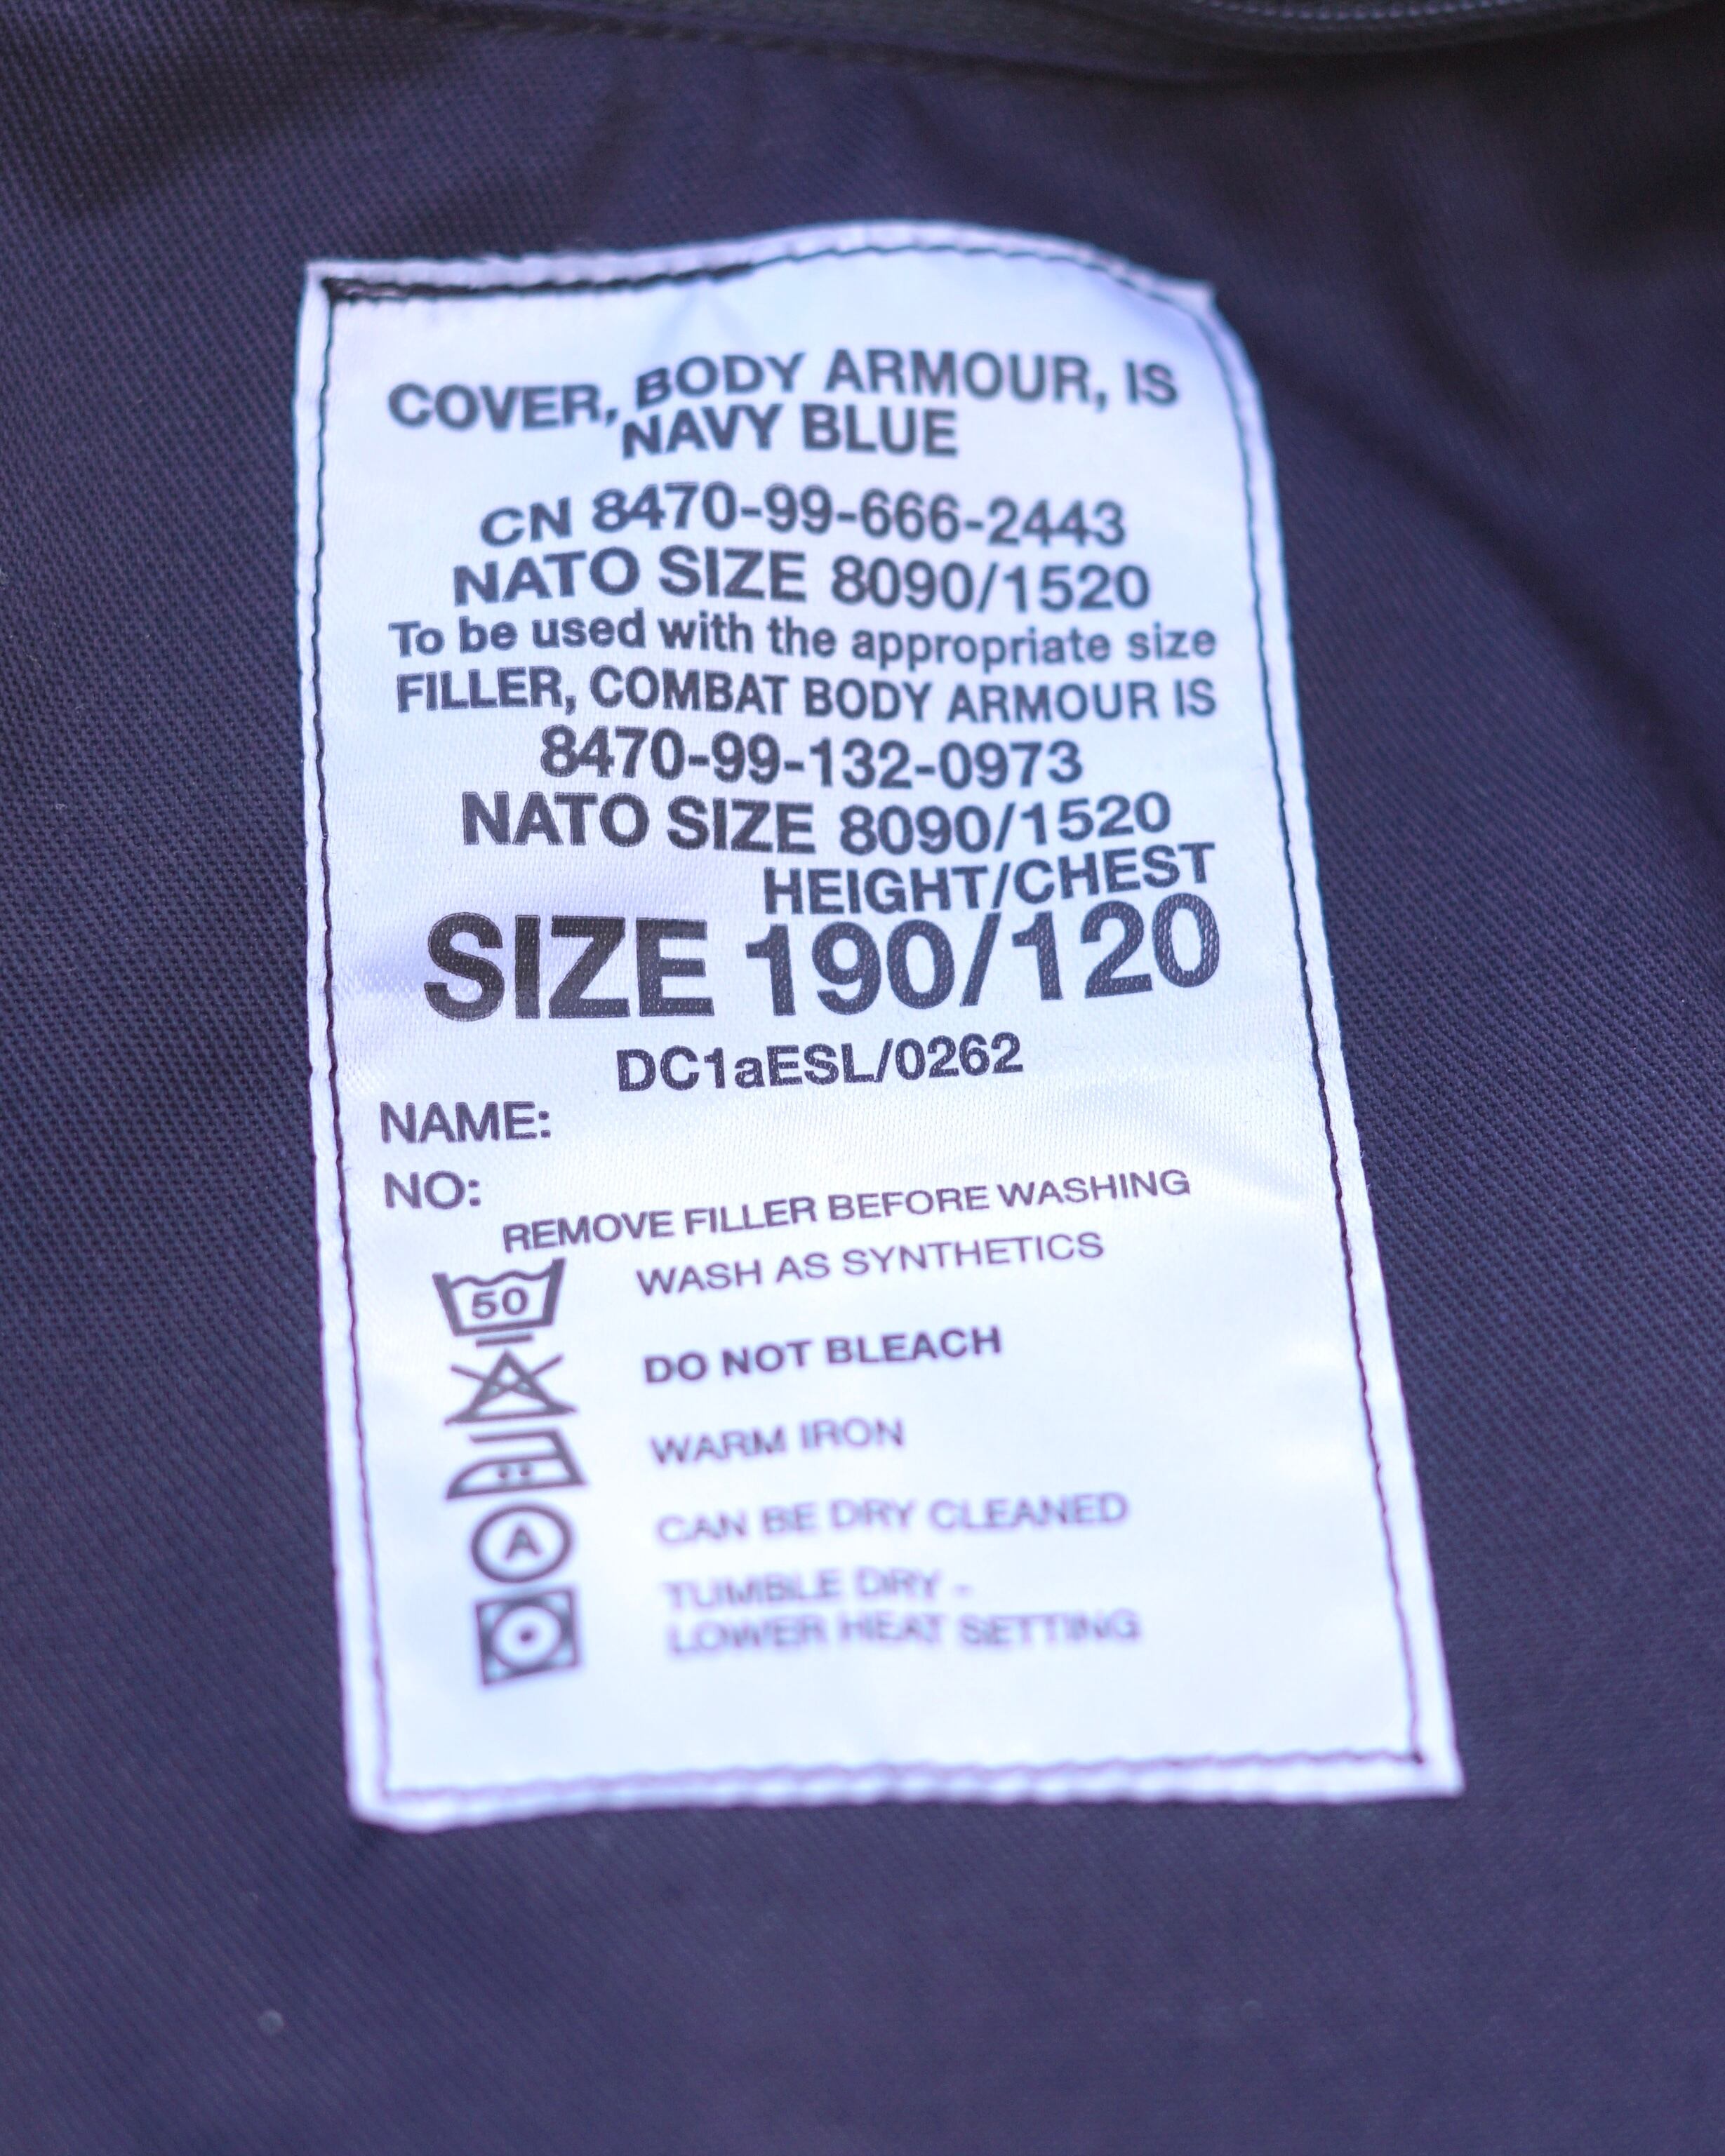 COVER, BODY ARMOUR, IS
NAVY BLUE
CN 8470-99-666-2443
NATO SIZE 8090/1520
To be used with the appropriate size
FILLER, COMBAT BODY ARMOUR IS
8470-99-132-0973
NATO SIZE 8090/1520
HEIGHT/CHEST
SIZE 190/120
DC1aESL/0262
NAME:
NO:
REMOVE FILLER BEFORE WASHING
50 WASH AS SYNTHETICS
DO NOT BLEACH
WARM IRON
A CAN BE DRY CLEANED
TUMBLE DRY -
LOWER HEAT SETTING